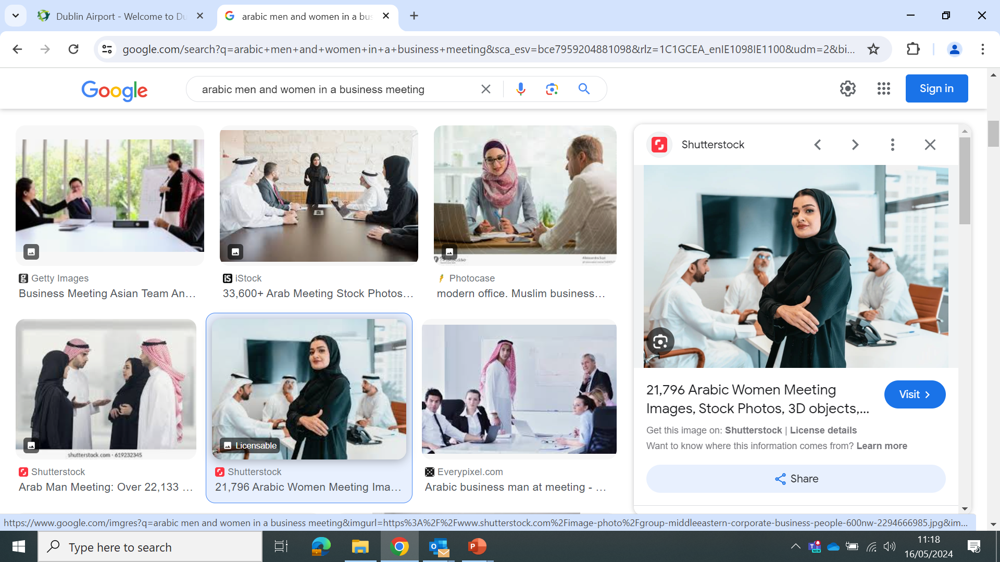 Dublin Airport - Welcome to Du
arabic men and women in a bus
google.com/search?q=arabic+men+and+women+in+a+business+meeting&sca_esv=bce7959204881098&rlz=1C1GCEA_enIE1098IE1100&udm=2&bi...
Google
arabic men and women in a business meeting
Sign in
Getty Images
Business Meeting Asian Team An...
iStock
33,600+ Arab Meeting Stock Photos...
Photocase
modern office. Muslim business...
shutterstock.com · 619232345
Shutterstock
Arab Man Meeting: Over 22,133 ...
Licensable
Shutterstock
21,796 Arabic Women Meeting Ima...
Everypixel.com
Arabic business man at meeting - ...
Shutterstock
21,796 Arabic Women Meeting
Images, Stock Photos, 3D objects,...
Visit
Get this image on: Shutterstock | License details
Want to know where this information comes from? Learn more
Share
https://www.google.com/imgres?q=arabic men and women in a business meeting&imgurl=https%3A%2F%2Fwww.shutterstock.com%2Fimage-photo%2Fgroup-middleeastern-corporate-business-people-600nw-2294666985.jpg&im...
Type here to search
11:18
16/05/2024